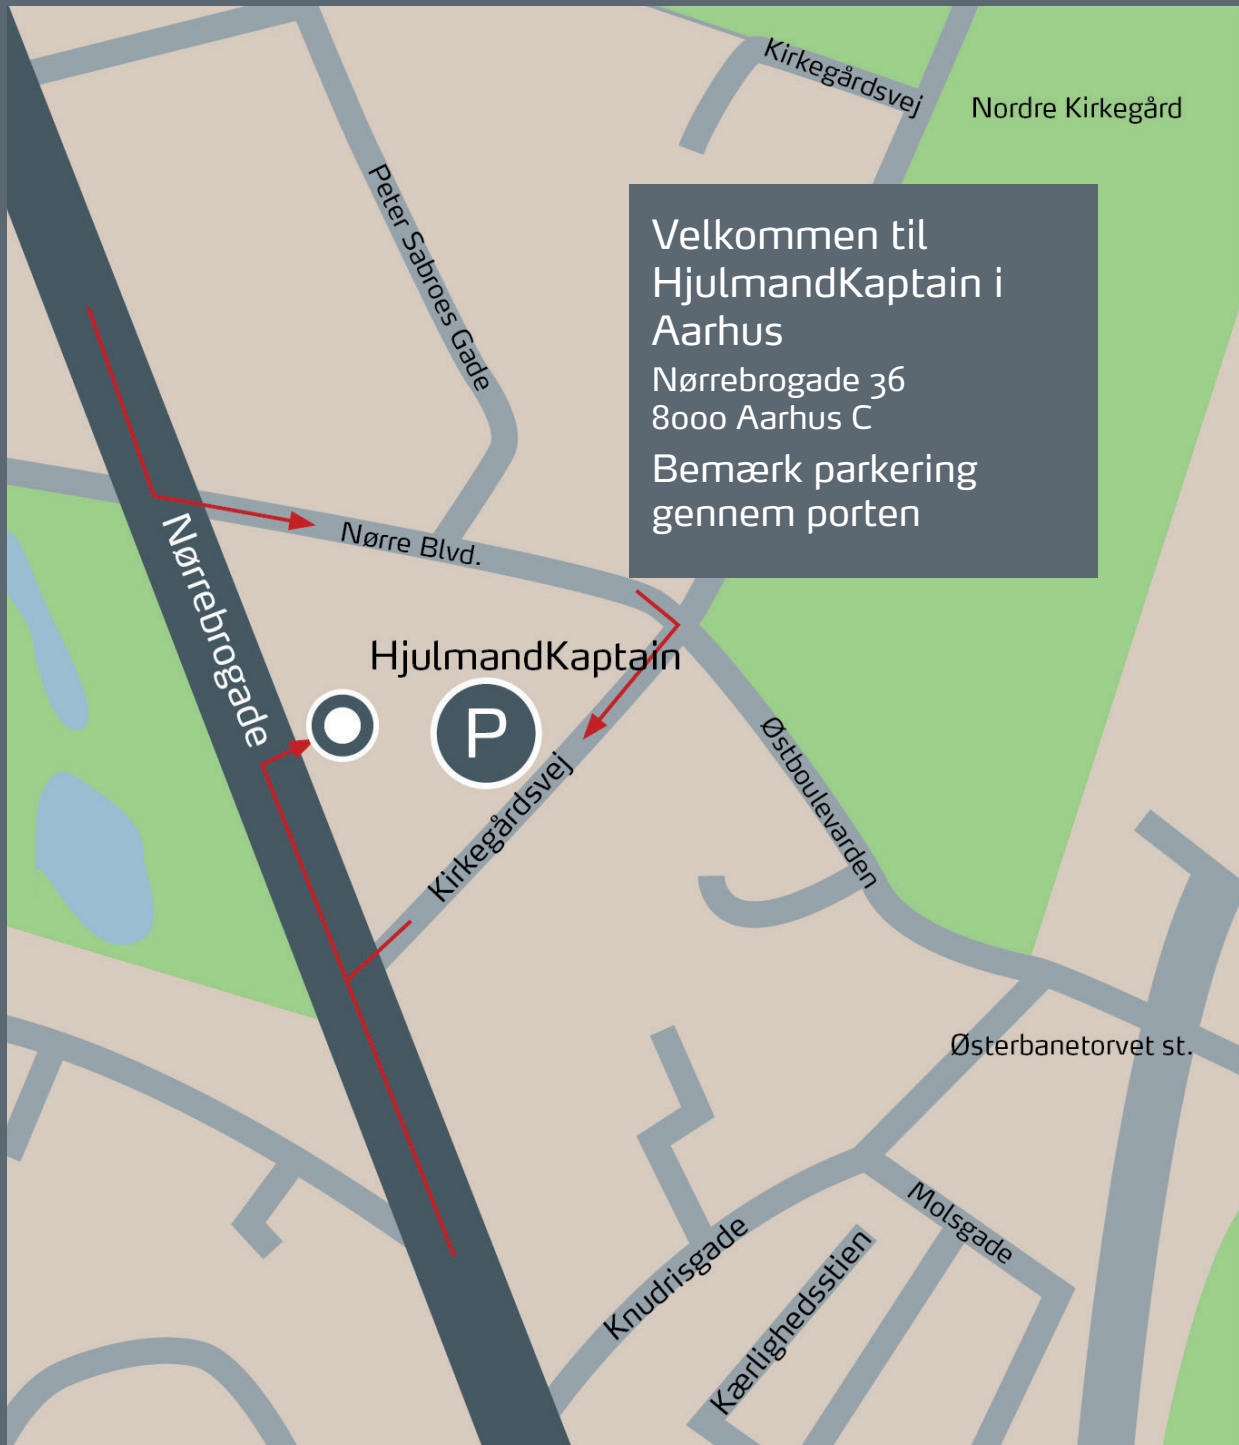 Kirkegårdsvej
Nordre Kirkegård
Peter Sabroes Gade
Velkommen til
HjulmandKaptain i
Aarhus
Nørrebrogade 36
8000 Aarhus C
Bemærk parkering
gennem porten
Nørre Blvd.
Nørrebrogade
HjulmandKaptain
P
Kirkegårdsvej
Østboulevarden
Østerbanetorvet st.
Molsgade
Knudrisgade
Kærlighedsstien